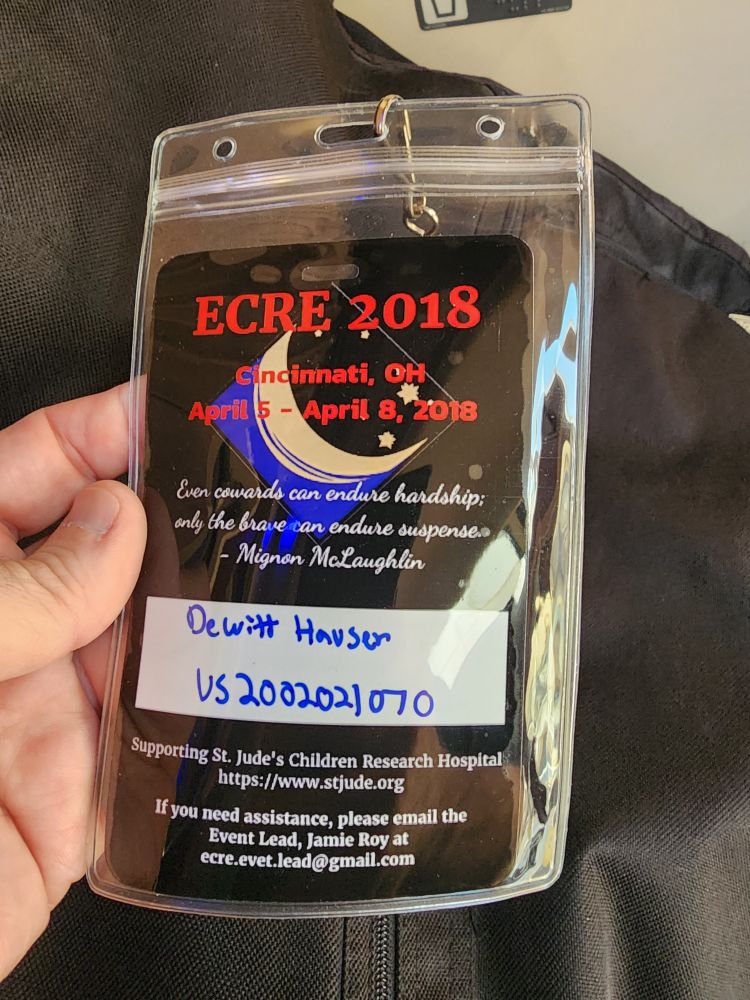 ECRE 2018
Cincinnati, OH
April 5 - April 8, 2018
Even cowards can endure hardship;
only the brave can endure suspense.
- Mignon McLaughlin
Dewitt Hauser
US2002021070
Supporting St. Jude's Children Research Hospital
https://www.stjude.org
If you need assistance, please email the
Event Lead, Jamie Roy at
ecre.evet.lead@gmail.com